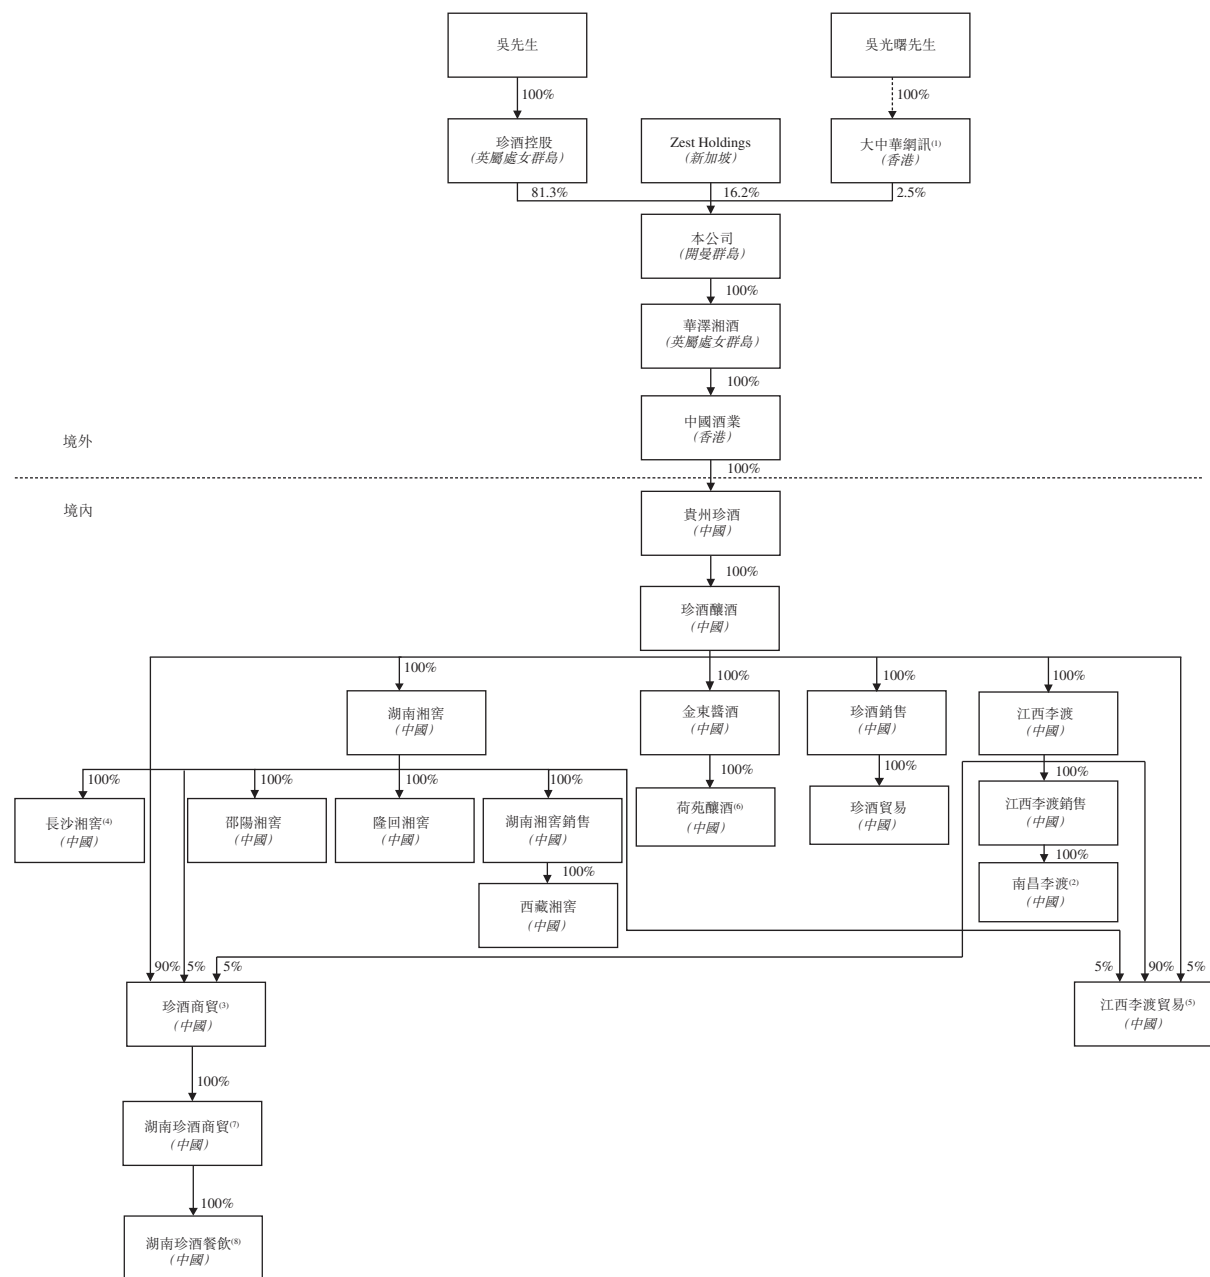 吳先生
吳光曙先生
100%
100%
珍酒控股
(英屬處女群島)
Zest Holdings
(新加坡)
大中華網訊(1)
(香港)
81.3%
16.2%
2.5%
本公司
(開曼群島)
100%
華澤湘酒
(英屬處女群島)
100%
中國酒業
(香港)
境外
100%
境內
貴州珍酒
(中國)
100%
珍酒釀酒
(中國)
100%
100%
100%
100%
湖南湘窖
(中國)
金東醬酒
(中國)
珍酒銷售
(中國)
江西李渡
(中國)
100%
100%
100%
100%
100%
100%
100%
長沙湘窖(4)
(中國)
邵陽湘窖
(中國)
隆回湘窖
(中國)
湖南湘窖銷售
(中國)
荷苑釀酒(6)
(中國)
珍酒貿易
(中國)
江西李渡銷售
(中國)
100%
100%
西藏湘窖
(中國)
南昌李渡(2)
(中國)
90%
5%
5%
5%
90%
5%
珍酒商貿(3)
(中國)
江西李渡貿易(5)
(中國)
100%
湖南珍酒商貿(7)
(中國)
100%
湖南珍酒餐飲(8)
(中國)